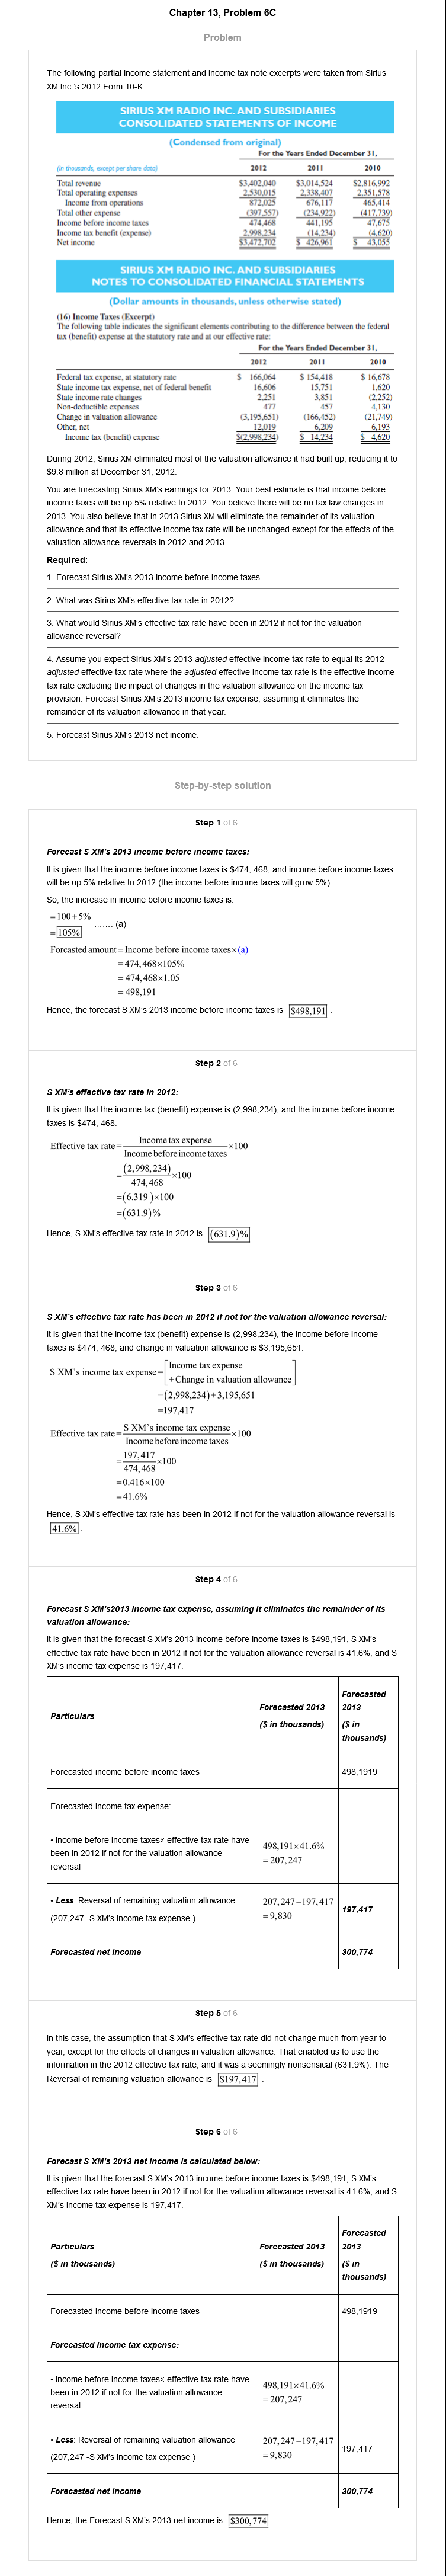 Chapter 13, Problem 6C
Problem
The following partial income statement and income tax note excerpts were taken from Sirius
XM Inc.'s 2012 Form 10-K.
SIRIUS XM RADIO INC. AND SUBSIDIARIES
CONSOLIDATED STATEMENTS OF INCOME
(Condensed from original)
For the Years Ended December 31,
(in thousands, except per share data) 2012 2011 2010
Total revenue $3,402,040 $3,014,524 $2,816,992
Total operating expenses 2,530,015 2,338,407 2,351,578
Income from operations 872,025 676,117 465,414
Total other expense (397,557) (234,922) (417,739)
Income before income taxes 474,468 441,195 47,675
Income tax benefit (expense) 2,998,234 (14,234) (4,620)
Net income $3,472,702 $ 426,961 $ 43,055
SIRIUS XM RADIO INC. AND SUBSIDIARIES
NOTES TO CONSOLIDATED FINANCIAL STATEMENTS
(Dollar amounts in thousands, unless otherwise stated)
(16) Income Taxes (Excerpt)
The following table indicates the significant elements contributing to the difference between the federal
tax (benefit) expense at the statutory rate and at our effective rate:
For the Years Ended December 31,
2012 2011 2010
Federal tax expense, at statutory rate $ 166,064 $ 154,418 $ 16,678
State income tax expense, net of federal benefit 16,606 15,751 1,620
State income rate changes 2,251 3,851 (2,252)
Non-deductible expenses 477 457 4,130
Change in valuation allowance (3,195,651) (166,452) (21,749)
Other, net 12,019 6,209 6,193
Income tax (benefit) expense $(2,998,234) $ 14,234 $ 4,620
During 2012, Sirius XM eliminated most of the valuation allowance it had built up, reducing it to
$9.8 million at December 31, 2012.
You are forecasting Sirius XM's earnings for 2013. Your best estimate is that income before
income taxes will be up 5% relative to 2012. You believe there will be no tax law changes in
2013. You also believe that in 2013 Sirius XM will eliminate the remainder of its valuation
allowance and that its effective income tax rate will be unchanged except for the effects of the
valuation allowance reversals in 2012 and 2013.
Required:
1. Forecast Sirius XM's 2013 income before income taxes.
2. What was Sirius XM's effective tax rate in 2012?
3. What would Sirius XM's effective tax rate have been in 2012 if not for the valuation
allowance reversal?
4. Assume you expect Sirius XM's 2013 adjusted effective income tax rate to equal its 2012
adjusted effective tax rate where the adjusted effective income tax rate is the effective income
tax rate excluding the impact of changes in the valuation allowance on the income tax
provision. Forecast Sirius XM's 2013 income tax expense, assuming it eliminates the
remainder of its valuation allowance in that year.
5. Forecast Sirius XM's 2013 net income.
Step-by-step solution
Step 1 of 6
Forecast S XM's 2013 income before income taxes:
It is given that the income before income taxes is $474, 468, and income before income taxes
will be up 5% relative to 2012 (the income before income taxes will grow 5%).
So, the increase in income before income taxes is:
=100+5%
=105% ....... (a)
Forcasted amount =Income before income taxes×(a)
=474,468×105%
=474,468×1.05
=498,191
Hence, the forecast S XM's 2013 income before income taxes is $498,191 .
Step 2 of 6
S XM's effective tax rate in 2012:
It is given that the income tax (benefit) expense is (2,998,234), and the income before income
taxes is $474, 468.
Effective tax rate= Income tax expense / Income before income taxes ×100
= (2,998,234) / 474,468 ×100
=(6.319 )×100
=(631.9)%
Hence, S XM's effective tax rate in 2012 is (631.9)% .
Step 3 of 6
S XM's effective tax rate has been in 2012 if not for the valuation allowance reversal:
It is given that the income tax (benefit) expense is (2,998,234), the income before income
taxes is $474, 468, and change in valuation allowance is $3,195,651.
S XM's income tax expense= [Income tax expense
+Change in valuation allowance]
=(2,998,234)+3,195,651
=197,417
Effective tax rate= S XM's income tax expense / Income before income taxes ×100
= 197,417 / 474,468 ×100
=0.416×100
=41.6%
Hence, S XM's effective tax rate has been in 2012 if not for the valuation allowance reversal is
41.6% .
Step 4 of 6
Forecast S XM's2013 income tax expense, assuming it eliminates the remainder of its
valuation allowance:
It is given that the forecast S XM's 2013 income before income taxes is $498,191, S XM's
effective tax rate have been in 2012 if not for the valuation allowance reversal is 41.6%, and S
XM's income tax expense is 197,417.
Particulars
Forecasted 2013
($ in thousands)
Forecasted
2013
($ in
thousands)
Forecasted income before income taxes 498,1919
Forecasted income tax expense:
• Income before income taxes× effective tax rate have
been in 2012 if not for the valuation allowance
reversal
498,191×41.6%
=207,247
• Less: Reversal of remaining valuation allowance
(207,247 -S XM's income tax expense )
207,247−197,417
=9,830
197,417
Forecasted net income 300,774
Step 5 of 6
In this case, the assumption that S XM's effective tax rate did not change much from year to
year, except for the effects of changes in valuation allowance. That enabled us to use the
information in the 2012 effective tax rate, and it was a seemingly nonsensical (631.9%). The
Reversal of remaining valuation allowance is $197,417 .
Step 6 of 6
Forecast S XM's 2013 net income is calculated below:
It is given that the forecast S XM's 2013 income before income taxes is $498,191, S XM's
effective tax rate have been in 2012 if not for the valuation allowance reversal is 41.6%, and S
XM's income tax expense is 197,417.
Particulars
($ in thousands)
Forecasted 2013
($ in thousands)
Forecasted
2013
($ in
thousands)
Forecasted income before income taxes 498,1919
Forecasted income tax expense:
• Income before income taxes× effective tax rate have
been in 2012 if not for the valuation allowance
reversal
498,191×41.6%
=207,247
• Less: Reversal of remaining valuation allowance
(207,247 -S XM's income tax expense )
207,247−197,417
=9,830
197,417
Forecasted net income 300,774
Hence, the Forecast S XM's 2013 net income is $300,774